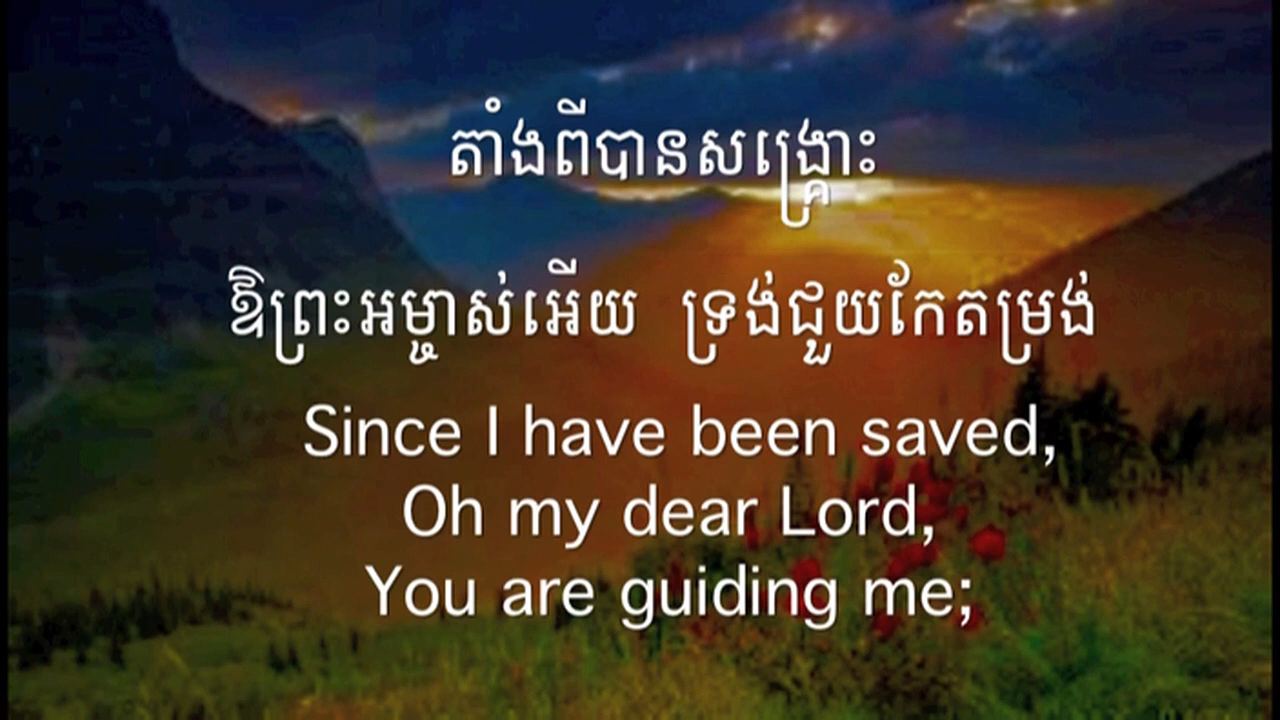 តាំងពីបានសង្គ្រោះ
ឱព្រះអម្ចាស់អើយ ទ្រង់ជួយកែតម្រង់
Since I have been saved,
Oh my dear Lord,
You are guiding me;